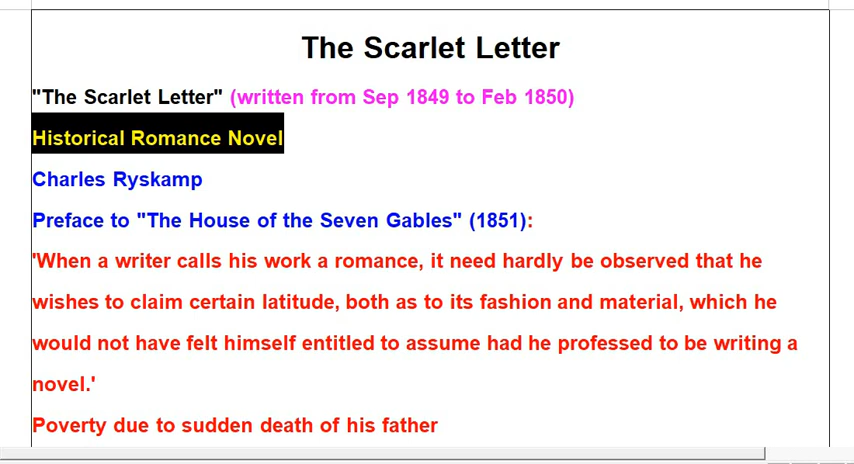 The Scarlet Letter
"The Scarlet Letter" (written from Sep 1849 to Feb 1850)
Historical Romance Novel
Charles Ryskamp
Preface to "The House of the Seven Gables" (1851):
'When a writer calls his work a romance, it need hardly be observed that he
wishes to claim certain latitude, both as to its fashion and material, which he
would not have felt himself entitled to assume had he professed to be writing a
novel.'
Poverty due to sudden death of his father